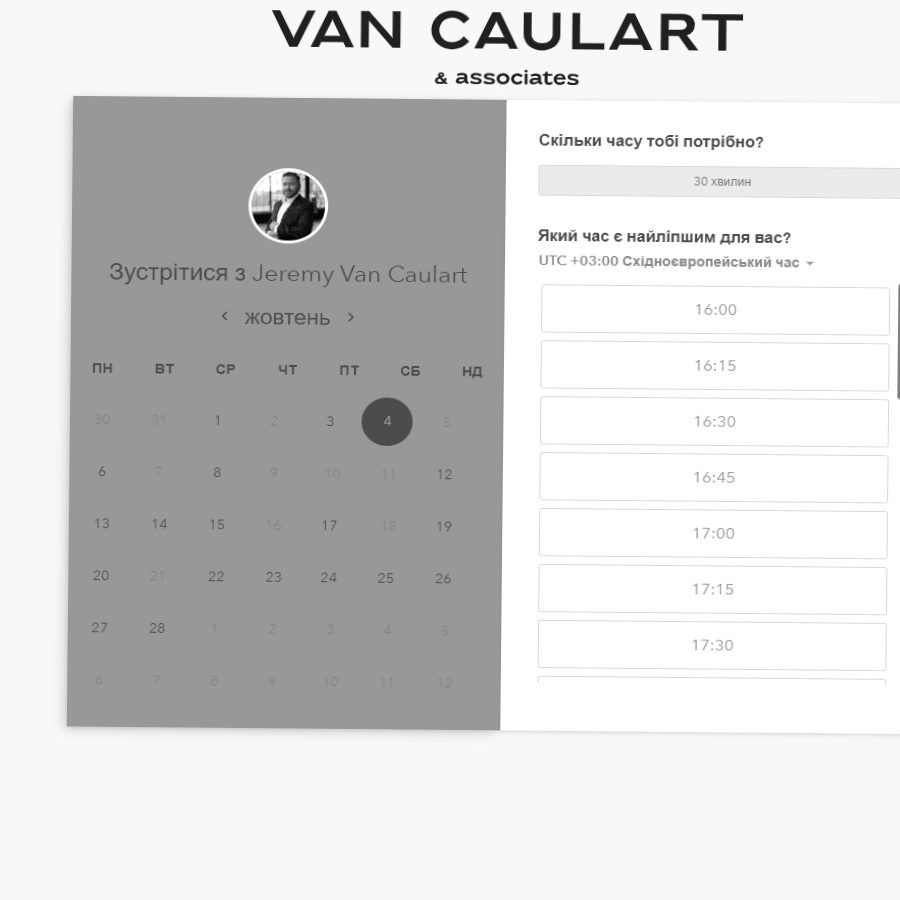 VAN CAULART
& associates
Зустрітися з Jeremy Van Caulart
жовтень
ПН ВТ СР ЧТ ПТ СБ НД
30 31 1 2 3 4 5
6 7 8 9 10 11 12
13 14 15 16 17 18 19
20 21 22 23 24 25 26
27 28 1 2 3 4 5
6 7 8 9 10 11 12
Скільки часу тобі потрібно?
30 хвилин
Який час є найліпшим для вас?
UTC +03:00 Східноєвропейський час
16:00
16:15
16:30
16:45
17:00
17:15
17:30